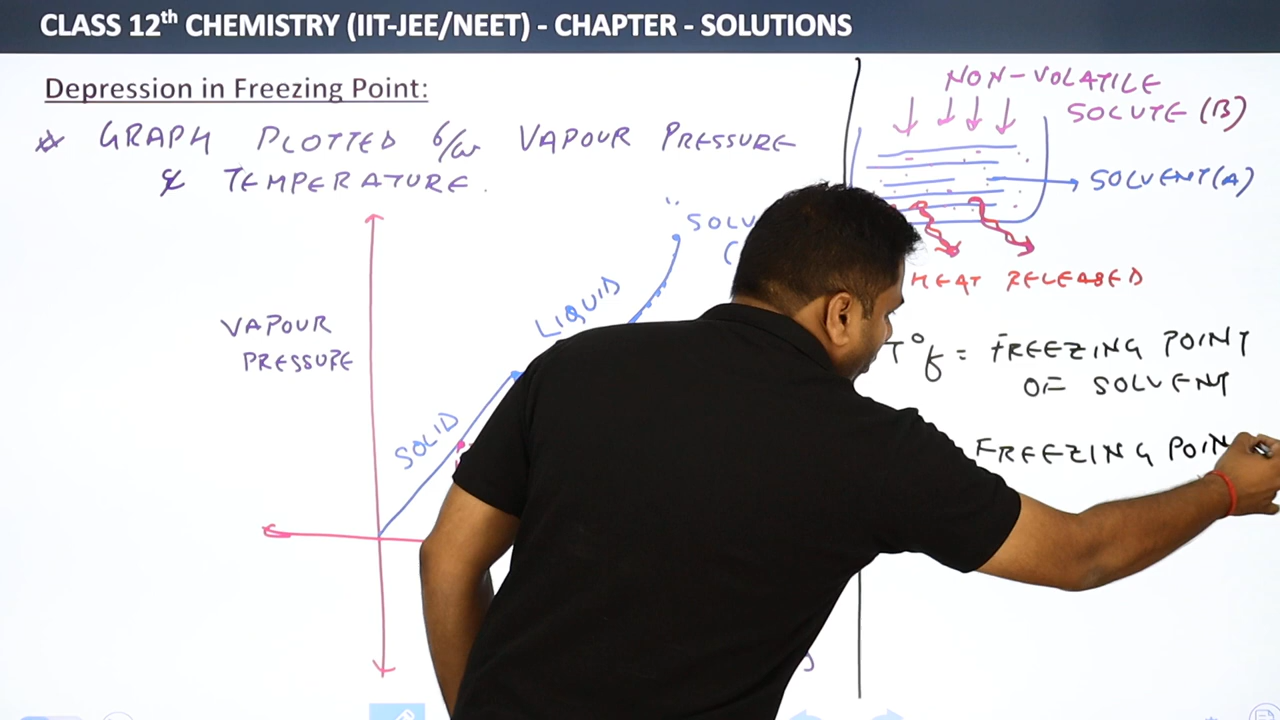 CLASS 12th CHEMISTRY (IIT-JEE/NEET) - CHAPTER - SOLUTIONS
Depression in Freezing Point:
GRAPH PLOTTED b/w VAPOUR PRESSURE
& TEMPERATURE.
VAPOUR
PRESSURE
SOLID
LIQUID
NON-VOLATILE
SOLUTE (B)
SOLVENT (A)
HEAT RELEASED
T°f = FREEZING POINT
OF SOLVENT
FREEZING POIN